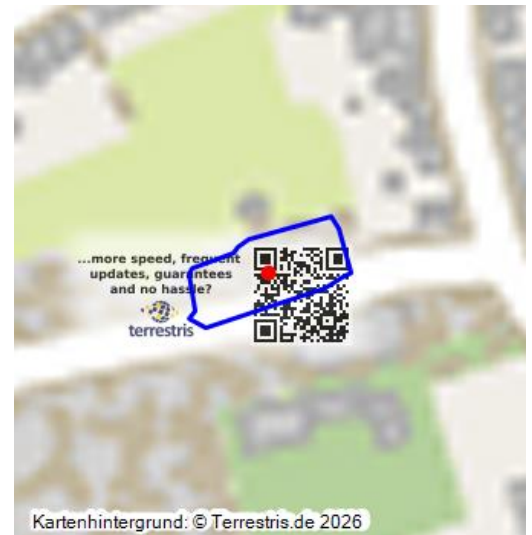 ...more speed, frequent
updates, guarantees
and no hassle?
terrestris
Kartenhintergrund: © Terrestris.de 2026